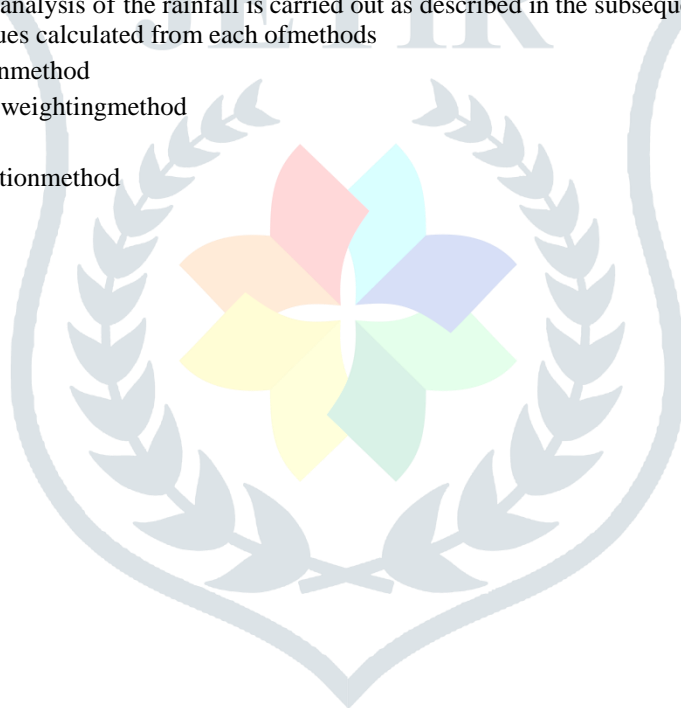 analysis of the rainfall is carried out as described in the subseque
ues calculated from each ofmethods
nmethod
weightingmethod
tionmethod